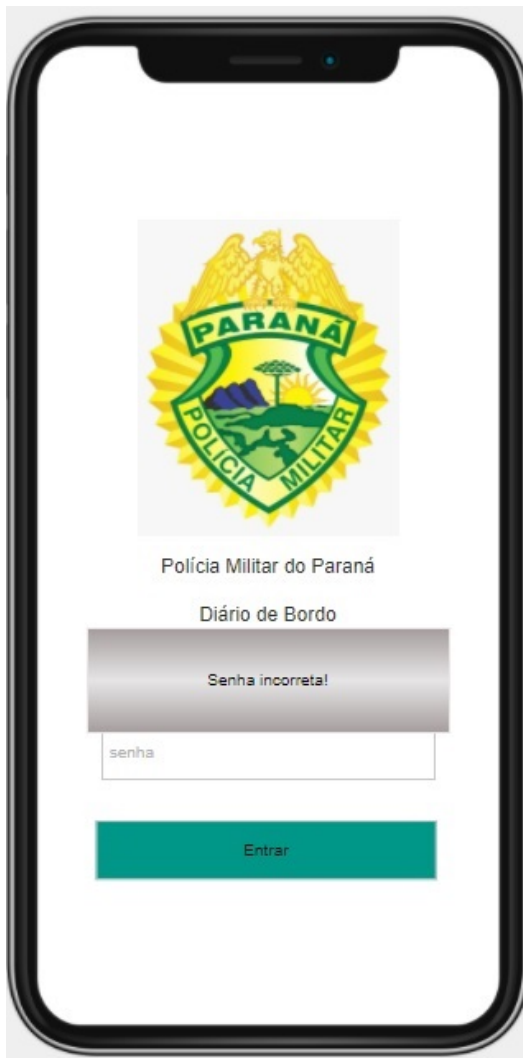 PARANÁ
POLÍCIA MILITAR
Polícia Militar do Paraná
Diário de Bordo
Senha incorreta!
senha
Entrar